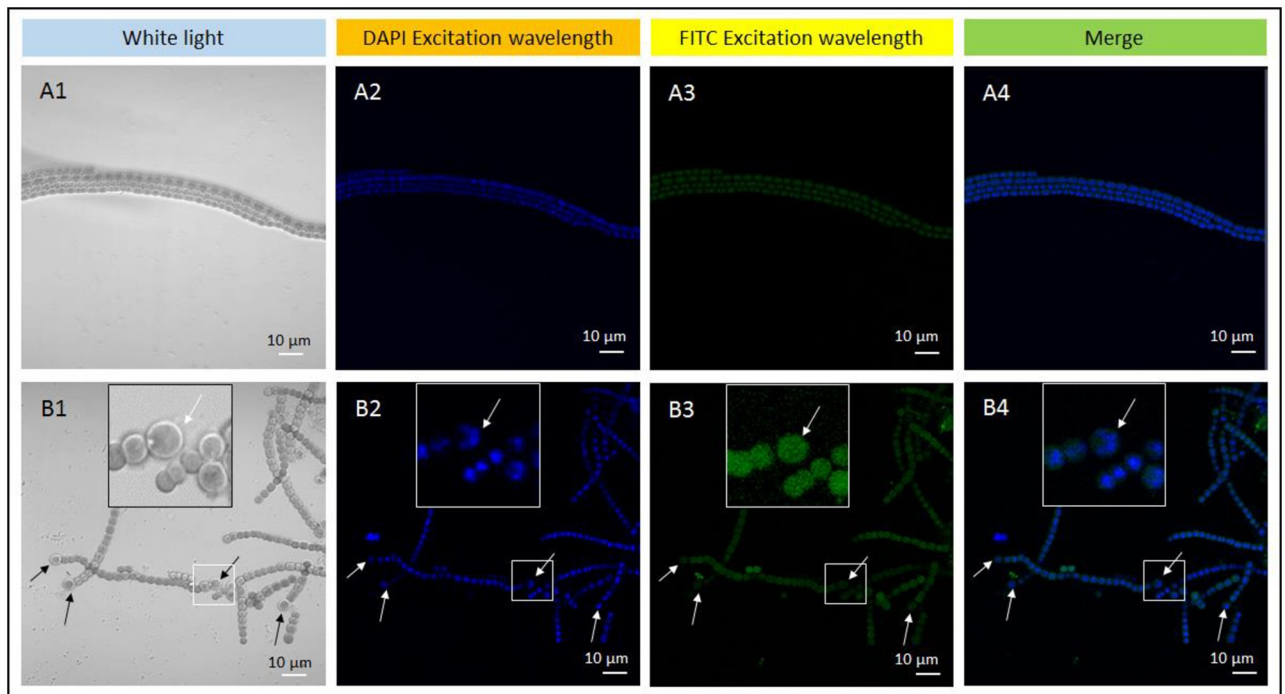 White light
DAPI Excitation wavelength
FITC Excitation wavelength
Merge
A1
A2
A3
A4
10 µm
10 µm
10 µm
10 µm
B1
B2
B3
B4
10 µm
10 µm
10 µm
10 µm